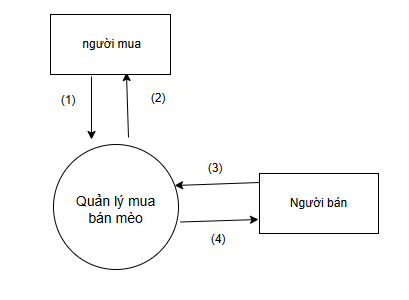 người mua
(1)
(2)
(3)
Quản lý mua
bán mèo
Người bán
(4)